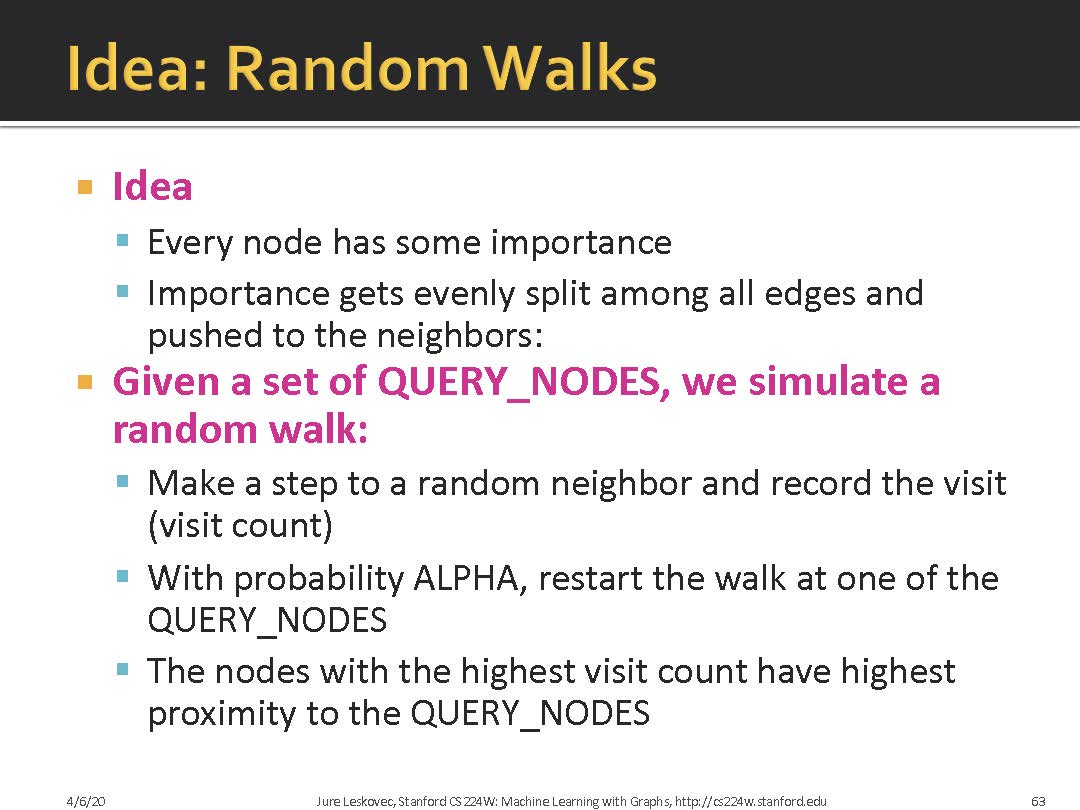 Idea: Random Walks
Idea
Every node has some importance
Importance gets evenly split among all edges and
pushed to the neighbors:
Given a set of QUERY_NODES, we simulate a
random walk:
Make a step to a random neighbor and record the visit
(visit count)
With probability ALPHA, restart the walk at one of the
QUERY_NODES
The nodes with the highest visit count have highest
proximity to the QUERY_NODES
4/6/20
Jure Leskovec, Stanford CS224W: Machine Learning with Graphs, http://cs224w.stanford.edu
63